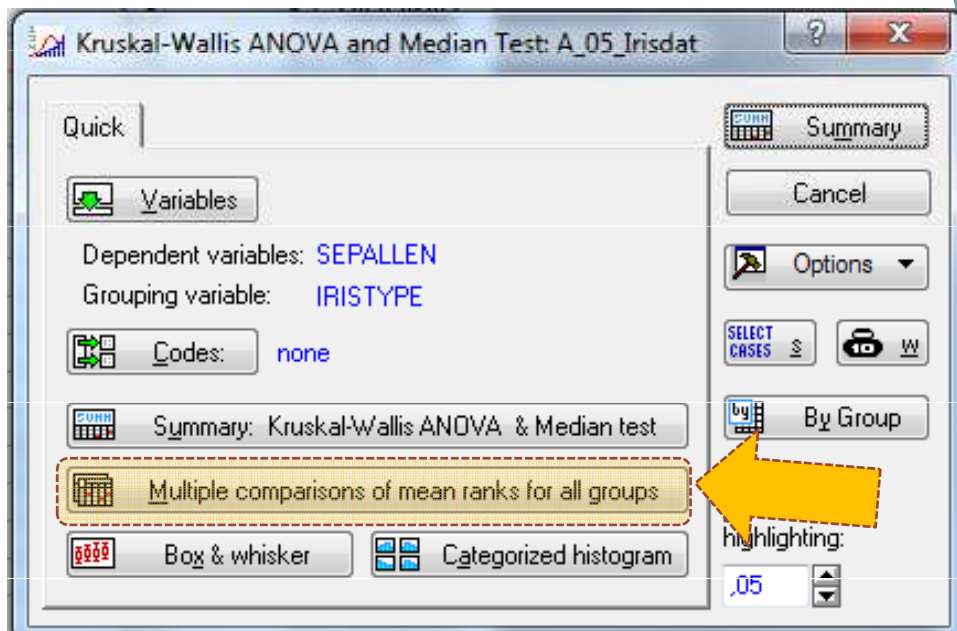 Kruskal-Wallis ANOVA and Median Test: A_05_Irisdat
Quick
Variables
Dependent variables: SEPALLEN
Grouping variable: IRISTYPE
Codes: none
Summary: Kruskal-Wallis ANOVA & Median test
Multiple comparisons of mean ranks for all groups
Box & whisker
Categorized histogram
Summary
Cancel
Options
SELECT CASES S
W
By Group
highlighting:
,05